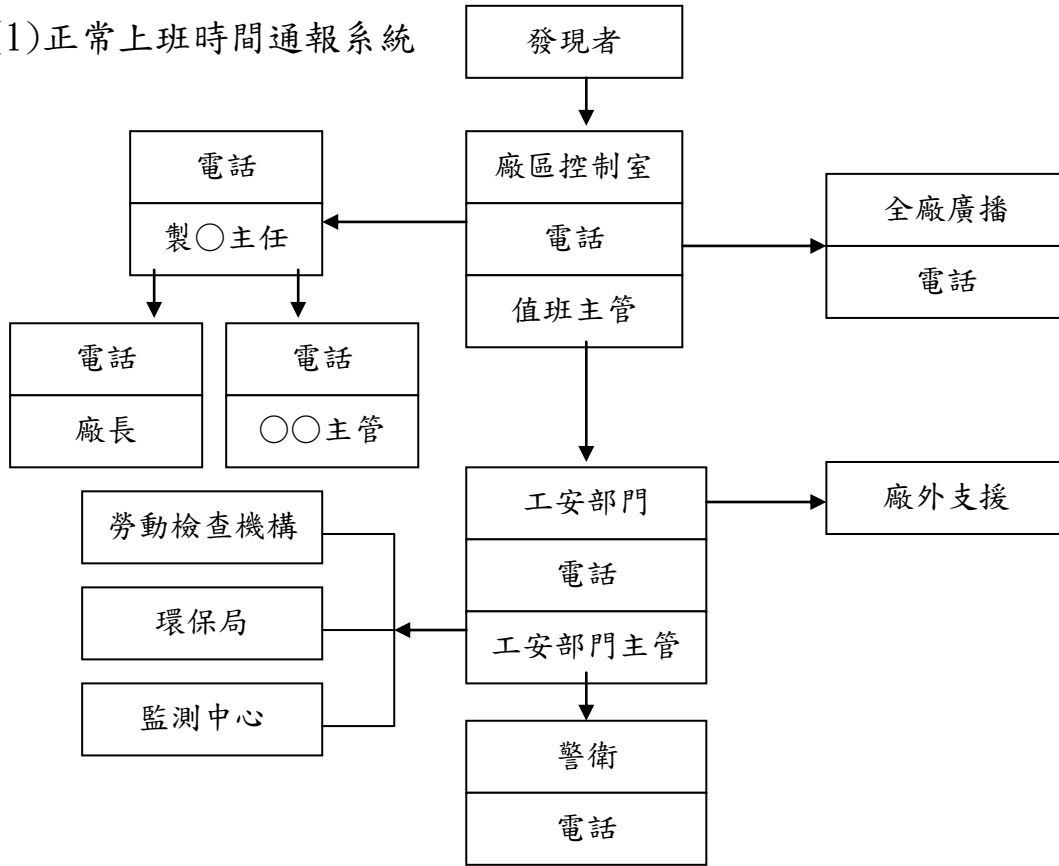 (1)正常上班時間通報系統
發現者
電話
製○主任
廠區控制室
電話
值班主管
全廠廣播
電話
電話
廠長
電話
○○主管
工安部門
電話
工安部門主管
廠外支援
勞動檢查機構
環保局
監測中心
警衛
電話